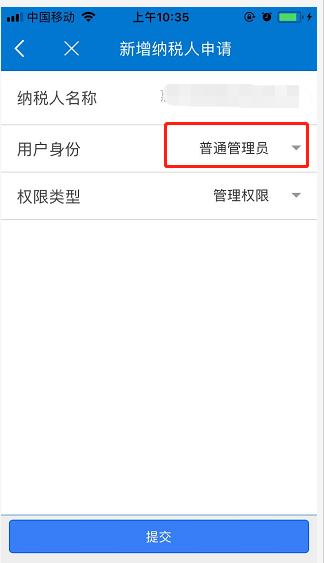 中国移动 上午10:35
新增纳税人申请
纳税人名称
用户身份 普通管理员
权限类型 管理权限
提交